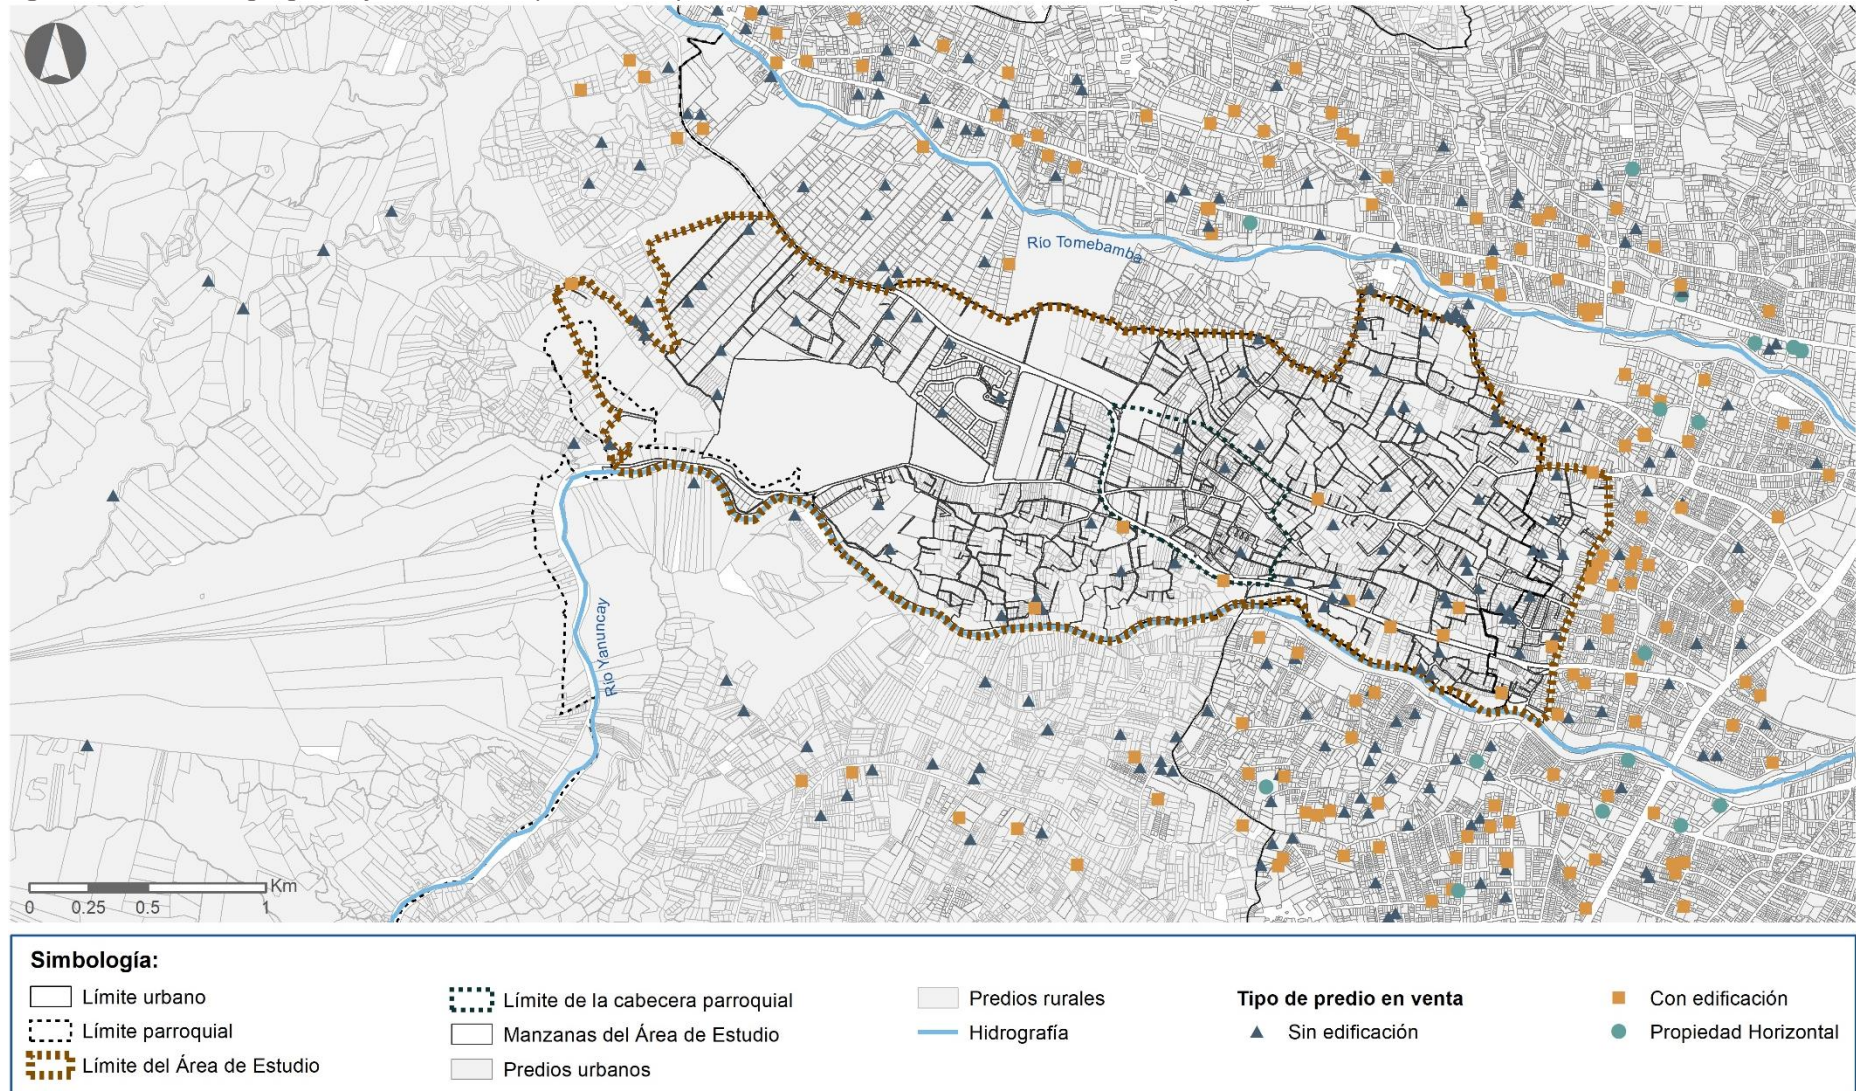 Río Tomebamba
Río Yanuncay
Km
0 0.25 0.5 1
Simbología:
Límite urbano
Límite parroquial
Límite del Área de Estudio
Límite de la cabecera parroquial
Manzanas del Área de Estudio
Predios urbanos
Predios rurales
Hidrografía
Tipo de predio en venta
Sin edificación
Con edificación
Propiedad Horizontal